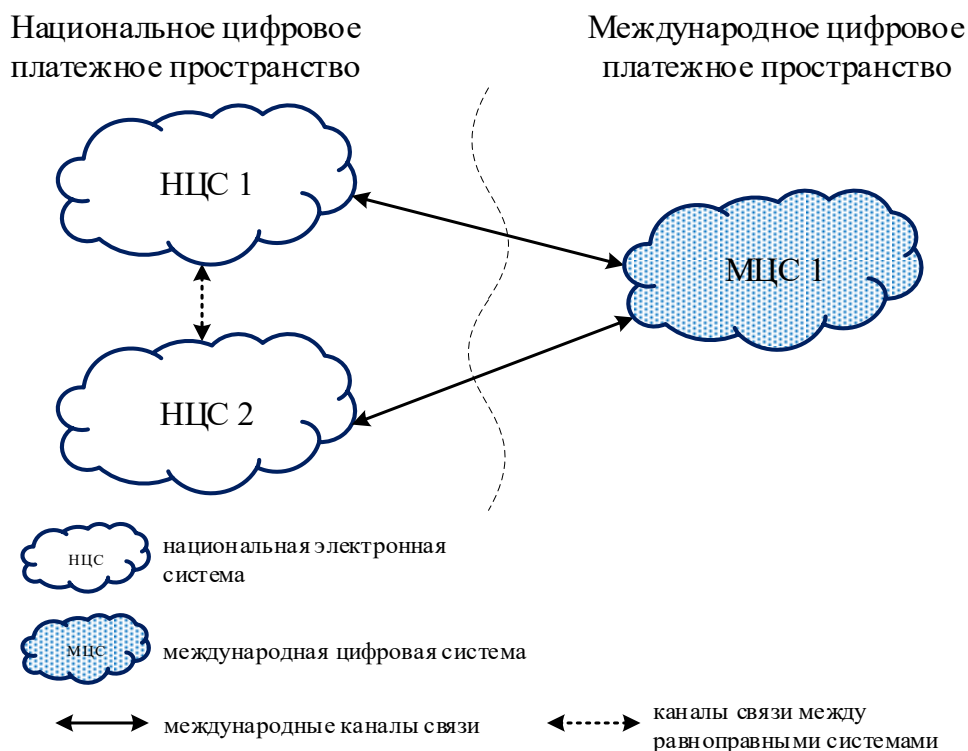 Национальное цифровое
платежное пространство
Международное цифровое
платежное пространство
НЦС 1
МЦС 1
НЦС 2
НЦС
национальная электронная
система
МЦС
международная цифровая система
международные каналы связи
каналы связи между
равноправными системами